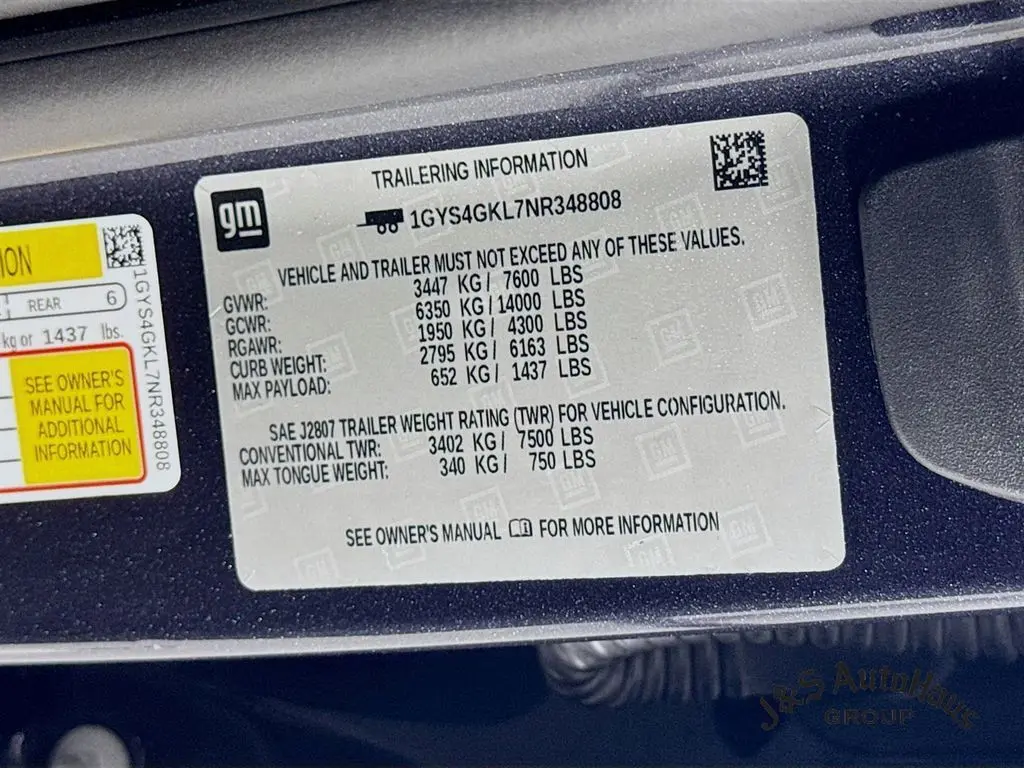 TION
REAR 6
kg or 1437 lbs.
SEE OWNER'S
MANUAL FOR
ADDITIONAL
INFORMATION
1GYS4GKL7NR348808
gm
TRAILERING INFORMATION
1GYS4GKL7NR348808
VEHICLE AND TRAILER MUST NOT EXCEED ANY OF THESE VALUES.
GVWR: 3447 KG / 7600 LBS
GCWR: 6350 KG / 14000 LBS
RGAWR: 1950 KG / 4300 LBS
CURB WEIGHT: 2795 KG / 6163 LBS
MAX PAYLOAD: 652 KG / 1437 LBS
SAE J2807 TRAILER WEIGHT RATING (TWR) FOR VEHICLE CONFIGURATION.
CONVENTIONAL TWR: 3402 KG / 7500 LBS
MAX TONGUE WEIGHT: 340 KG / 750 LBS
SEE OWNER'S MANUAL FOR MORE INFORMATION
J&S AutoHaus
GROUP